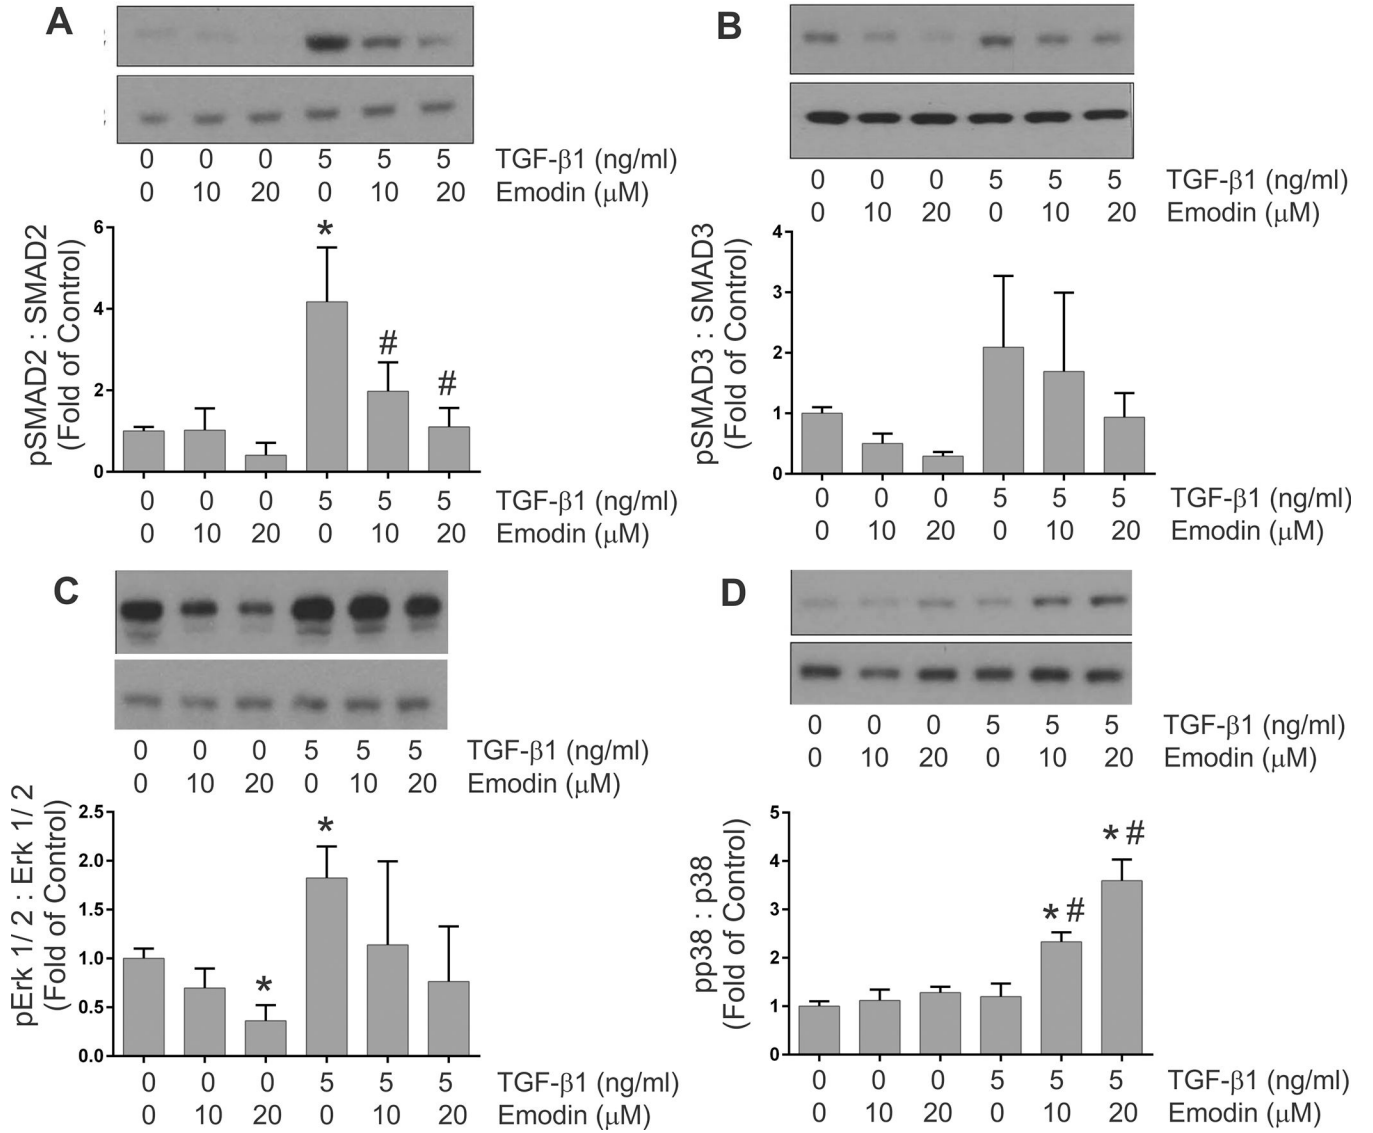 A
0 0 0 5 5 5 TGF-β1 (ng/ml)
0 10 20 0 10 20 Emodin (μM)
pSMAD2 : SMAD2
(Fold of Control)
6
4
2
0
*
#
#
0 0 0 5 5 5 TGF-β1 (ng/ml)
0 10 20 0 10 20 Emodin (μM)
B
0 0 0 5 5 5 TGF-β1 (ng/ml)
0 10 20 0 10 20 Emodin (μM)
pSMAD3 : SMAD3
(Fold of Control)
4
3
2
1
0
0 0 0 5 5 5 TGF-β1 (ng/ml)
0 10 20 0 10 20 Emodin (μM)
C
0 0 0 5 5 5 TGF-β1 (ng/ml)
0 10 20 0 10 20 Emodin (μM)
pErk 1/ 2 : Erk 1/ 2
(Fold of Control)
2.5
2.0
1.5
1.0
0.5
0.0
*
*
0 0 0 5 5 5 TGF-β1 (ng/ml)
0 10 20 0 10 20 Emodin (μM)
D
0 0 0 5 5 5 TGF-β1 (ng/ml)
0 10 20 0 10 20 Emodin (μM)
pp38 : p38
(Fold of Control)
5
4
3
2
1
0
* #
* #
0 0 0 5 5 5 TGF-β1 (ng/ml)
0 10 20 0 10 20 Emodin (μM)